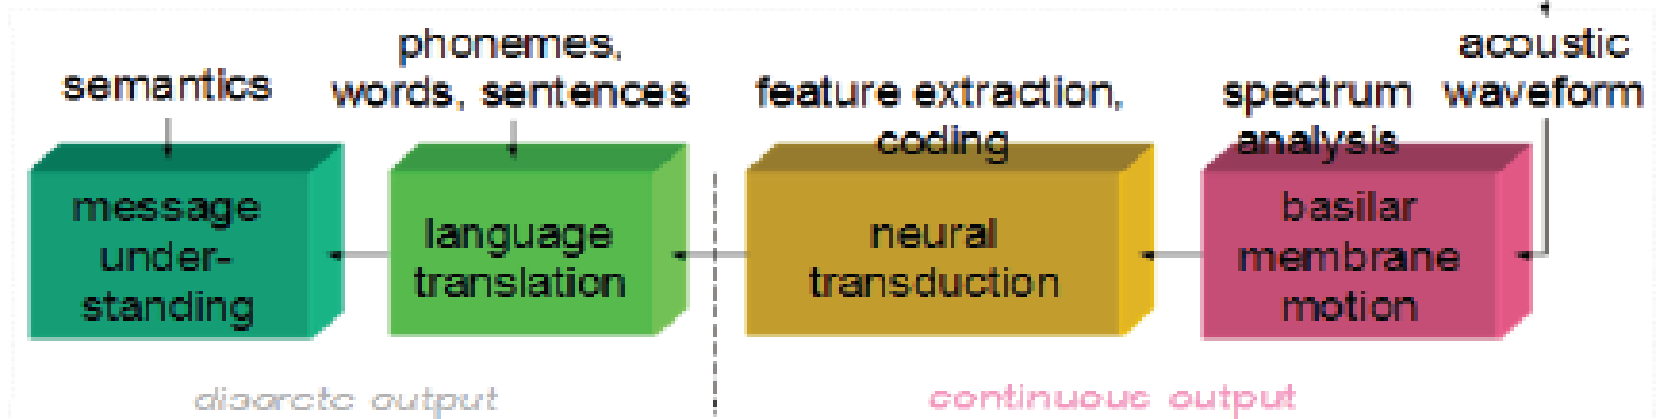 semantics
phonemes,
words, sentences
feature extraction,
coding
spectrum
analysis
acoustic
waveform
message
under-
standing
language
translation
neural
transduction
basilar
membrane
motion
discrete output
continuous output